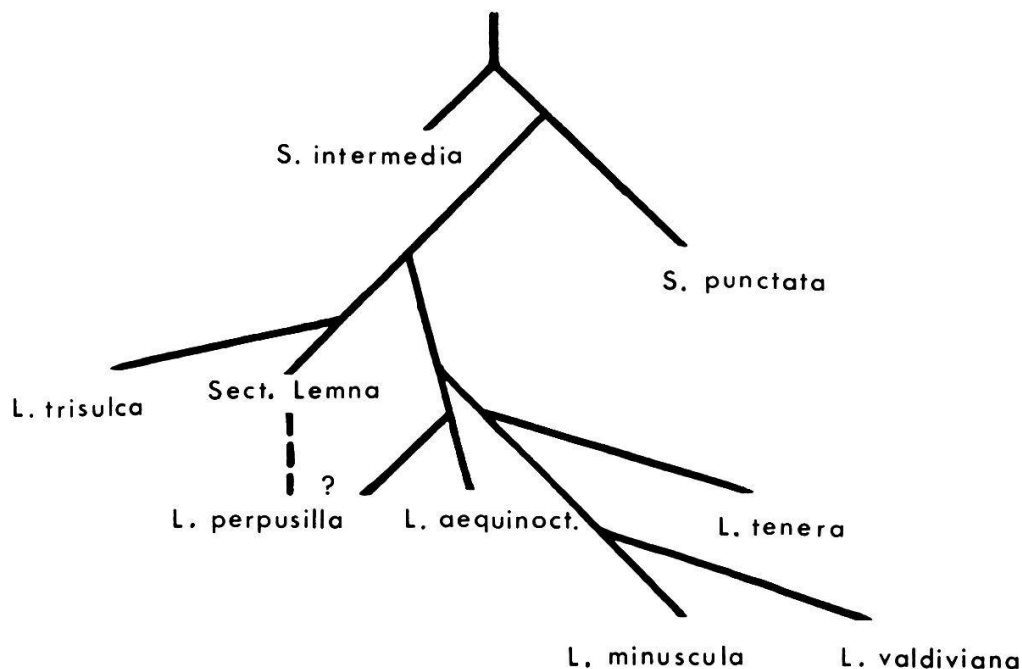 S. intermedia
S. punctata
Sect. Lemna
L. trisulca
?
L. perpusilla
L. aequinoct.
L. tenera
L. minuscula
L. valdiviana